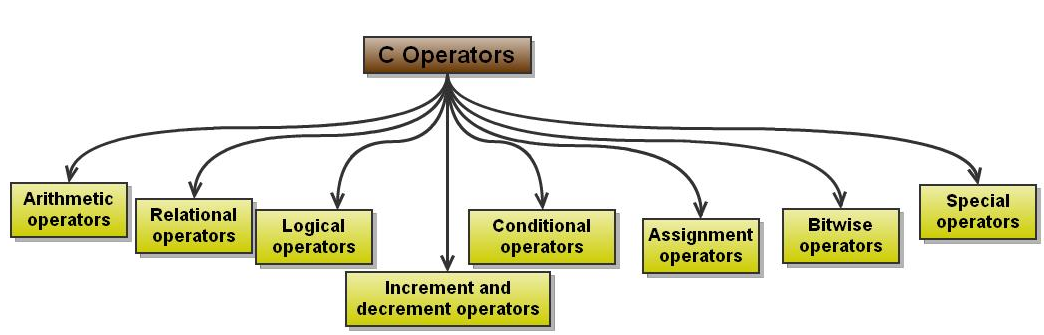 C Operators
Arithmetic
operators
Relational
operators
Logical
operators
Increment and
decrement operators
Conditional
operators
Assignment
operators
Bitwise
operators
Special
operators